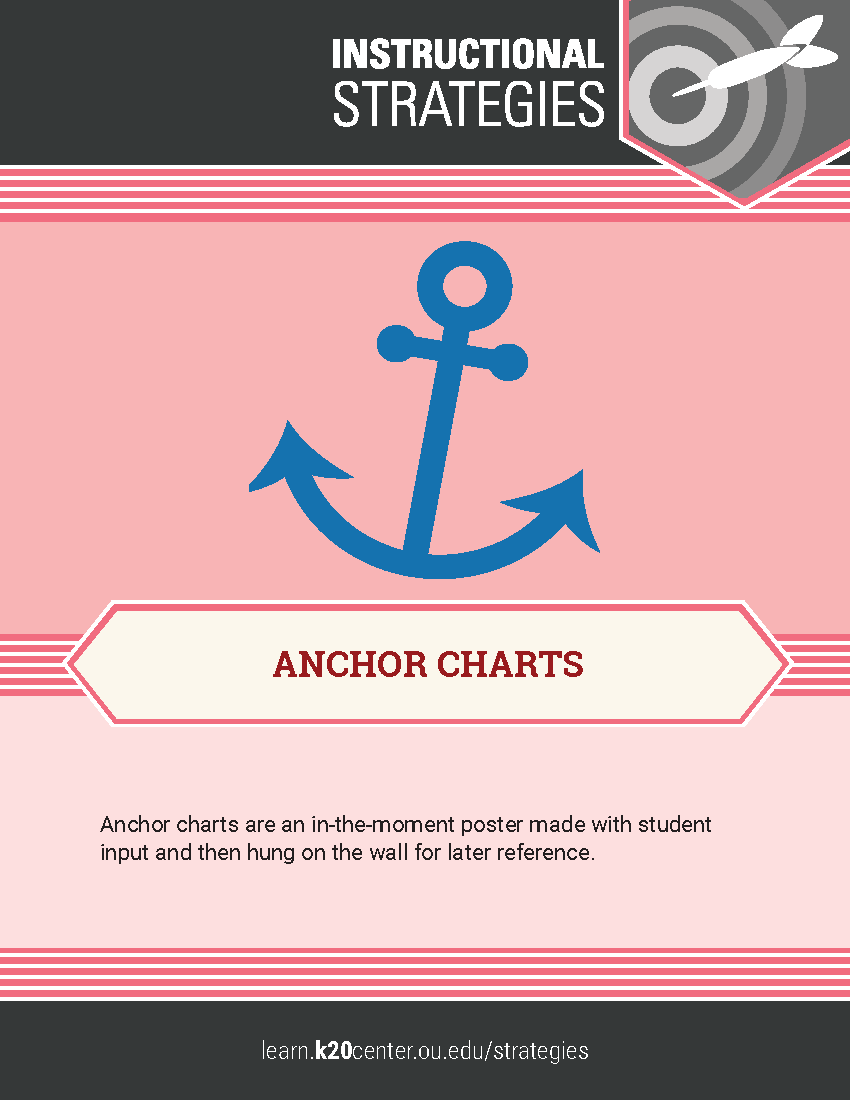 INSTRUCTIONAL
STRATEGIES
ANCHOR CHARTS
Anchor charts are an in-the-moment poster made with student
input and then hung on the wall for later reference.
learn.k20center.ou.edu/strategies